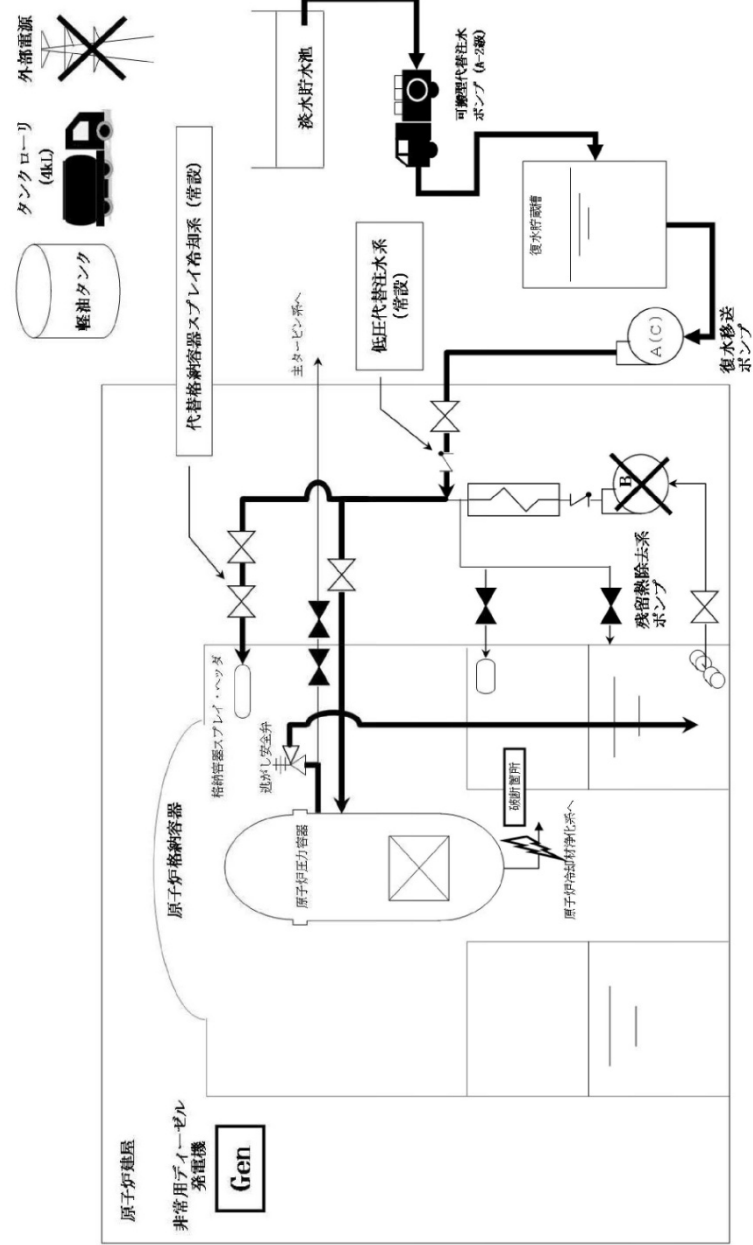 外部電源
タンクローリ
(4kL)
軽油タンク
代替格納容器スプレイ冷却系 (常設)
淡水貯水池
可搬型代替注水
ポンプ (A-2級)
復水貯蔵槽
低圧代替注水系
(常設)
主タービン系へ
A(C)
復水移送
ポンプ
B
残留熱除去系
ポンプ
格納容器スプレイ・ヘッダ
逃がし安全弁
原子炉格納容器
原子炉圧力容器
破断箇所
原子炉冷却材浄化系へ
原子炉建屋
非常用ディーゼル
発電機
Gen